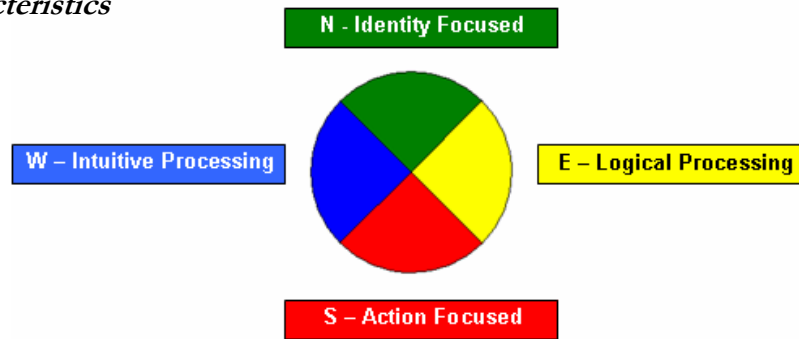 N - Identity Focused
W – Intuitive Processing
E – Logical Processing
S – Action Focused